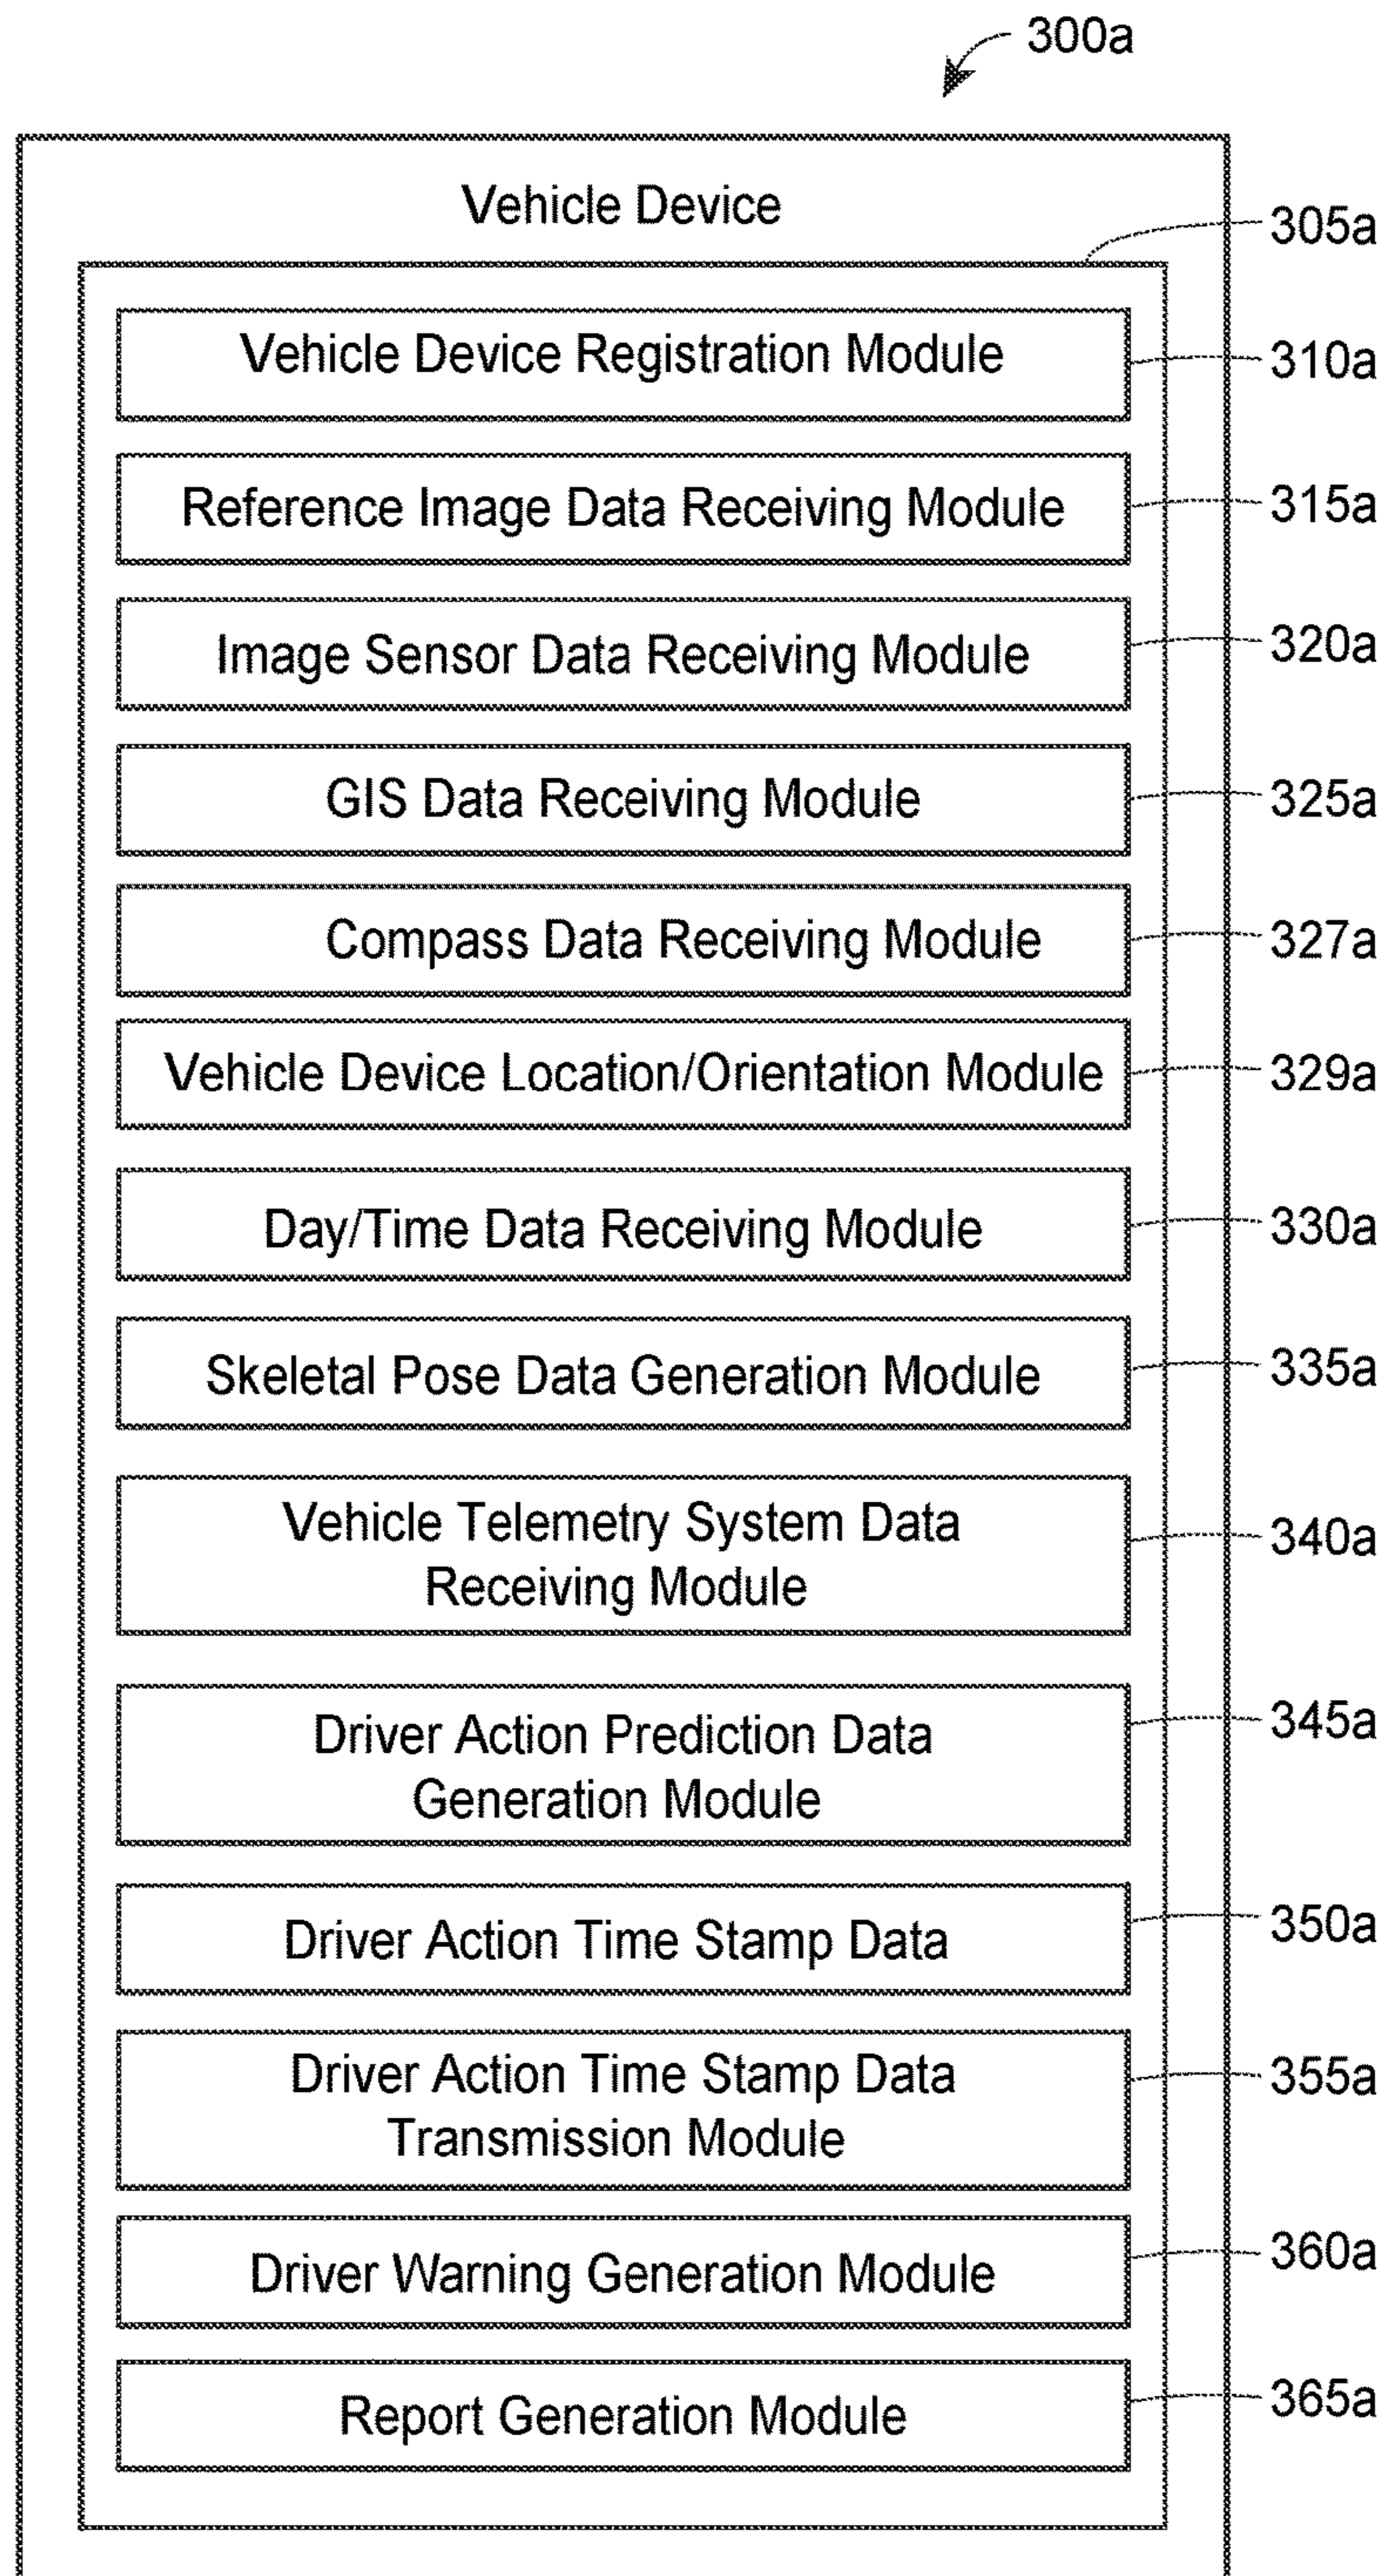 300a
Vehicle Device
305a
Vehicle Device Registration Module
310a
Reference Image Data Receiving Module
315a
Image Sensor Data Receiving Module
320a
GIS Data Receiving Module
325a
Compass Data Receiving Module
327a
Vehicle Device Location/Orientation Module
329a
Day/Time Data Receiving Module
330a
Skeletal Pose Data Generation Module
335a
Vehicle Telemetry System Data
Receiving Module
340a
Driver Action Prediction Data
Generation Module
345a
Driver Action Time Stamp Data
350a
Driver Action Time Stamp Data
Transmission Module
355a
Driver Warning Generation Module
360a
Report Generation Module
365a